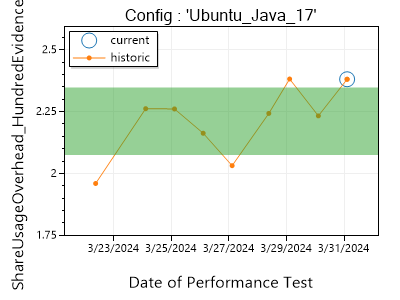 Config : 'Ubuntu_Java_17'
ShareUsageOverhead_HundredEvidence
current
historic
2.5
2.25
2
1.75
3/23/2024
3/25/2024
3/27/2024
3/29/2024
3/31/2024
Date of Performance Test